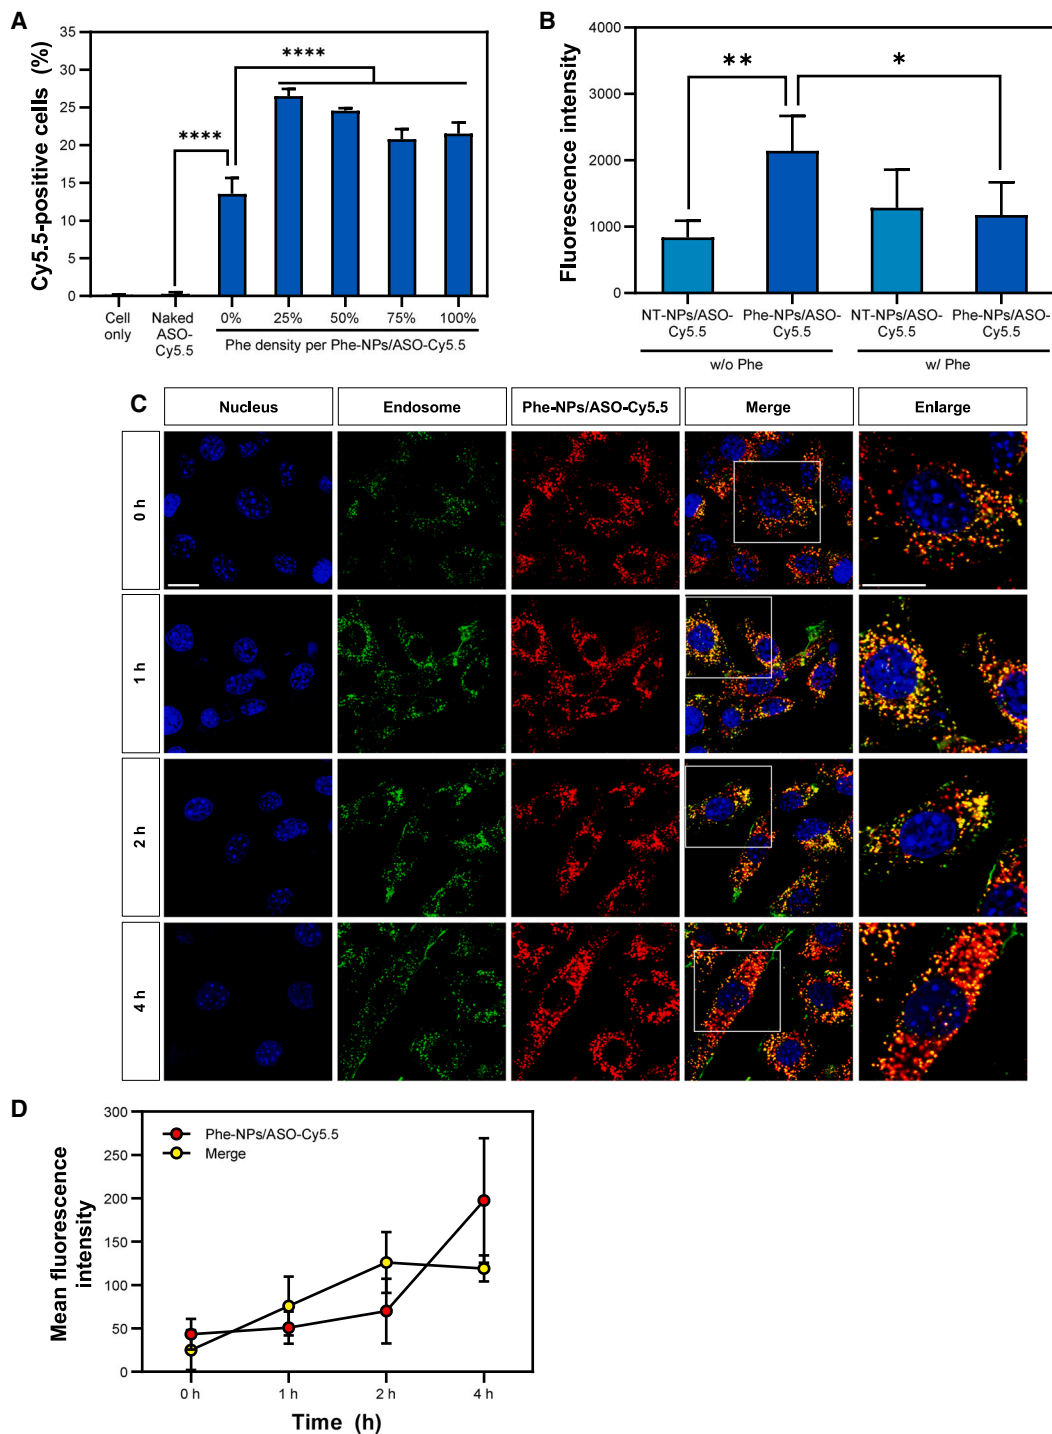 A
Cy5.5-positive cells (%)
35
30
25
20
15
10
5
0
****
****
Cell only
Naked ASO-Cy5.5
0%
25%
50%
75%
100%
Phe density per Phe-NPs/ASO-Cy5.5
B
Fluorescence intensity
4000
3000
2000
1000
0
**
*
NT-NPs/ASO-Cy5.5
Phe-NPs/ASO-Cy5.5
NT-NPs/ASO-Cy5.5
Phe-NPs/ASO-Cy5.5
w/o Phe
w/ Phe
C
Nucleus
Endosome
Phe-NPs/ASO-Cy5.5
Merge
Enlarge
0 h
1 h
2 h
4 h
D
Mean fluorescence
intensity
300
250
200
150
100
50
0
Phe-NPs/ASO-Cy5.5
Merge
0 h
1 h
2 h
4 h
Time (h)